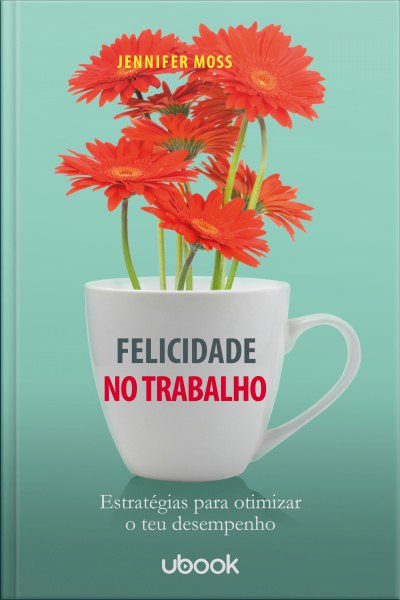 JENNIFER MOSS
FELICIDADE
NO TRABALHO
Estratégias para otimizar
o teu desempenho
ubook